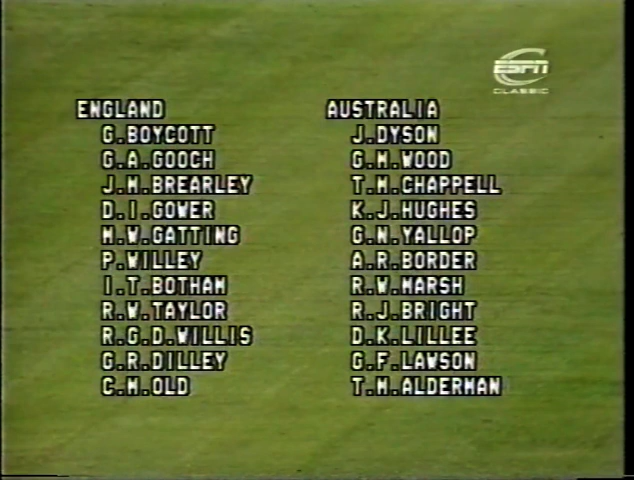 ESPN
CLASSIC
ENGLAND
G.BOYCOTT
G.A.GOOCH
J.M.BREARLEY
D.I.GOWER
M.W.GATTING
P.WILLEY
I.T.BOTHAM
R.W.TAYLOR
R.G.D.WILLIS
G.R.DILLEY
C.M.OLD
AUSTRALIA
J.DYSON
G.M.WOOD
T.M.CHAPPELL
K.J.HUGHES
G.N.YALLOP
A.R.BORDER
R.W.MARSH
R.J.BRIGHT
D.K.LILLEE
G.F.LAWSON
T.M.ALDERMAN